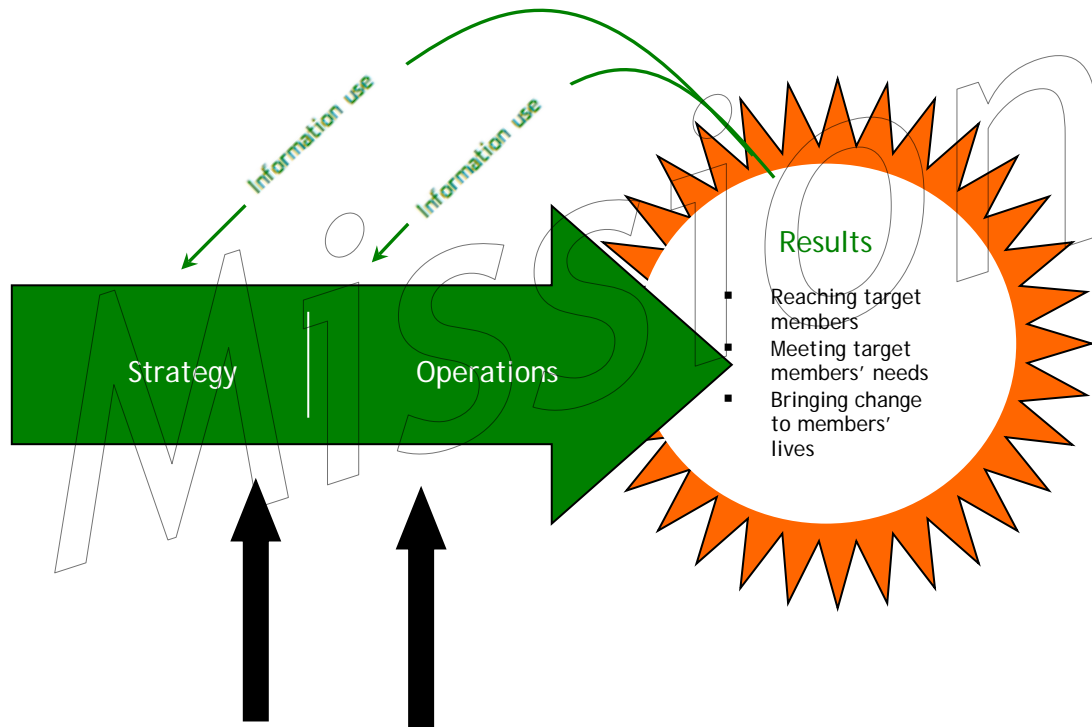 Information use
Information use
Mission
Results
▪ Reaching target
members
▪ Meeting target
members' needs
▪ Bringing change
to members'
lives
Strategy
Operations